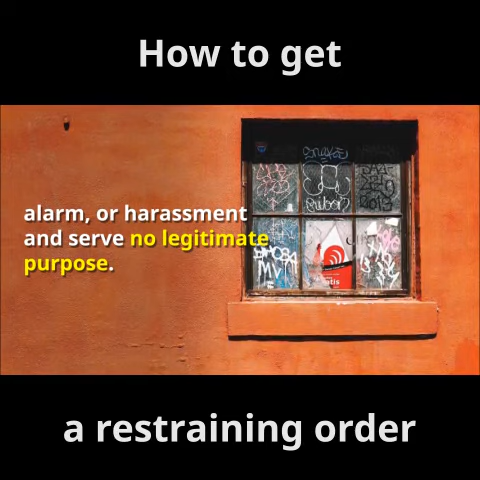 How to get
alarm, or harassment
and serve no legitimate
purpose.
a restraining order